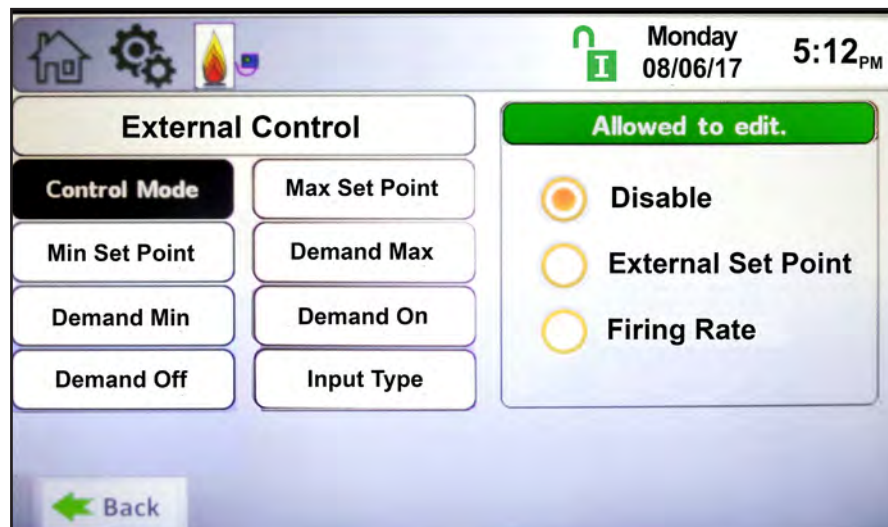 I
Monday
08/06/17
5:12PM
External Control
Allowed to edit.
Control Mode
Max Set Point
Min Set Point
Demand Max
Demand Min
Demand On
Demand Off
Input Type
Disable
External Set Point
Firing Rate
Back